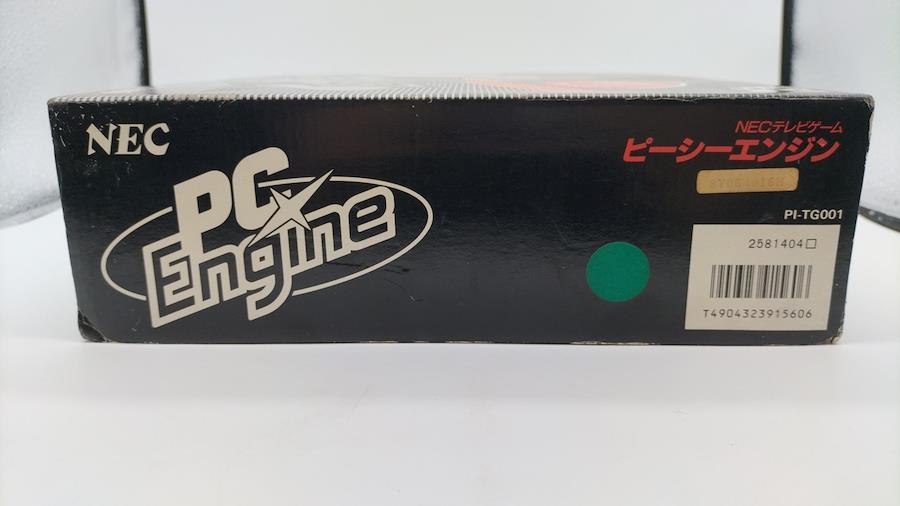 NEC
PC
Engine
NECテレビゲーム
ピーシーエンジン
PI-TG001
2581404□
T4904323915606